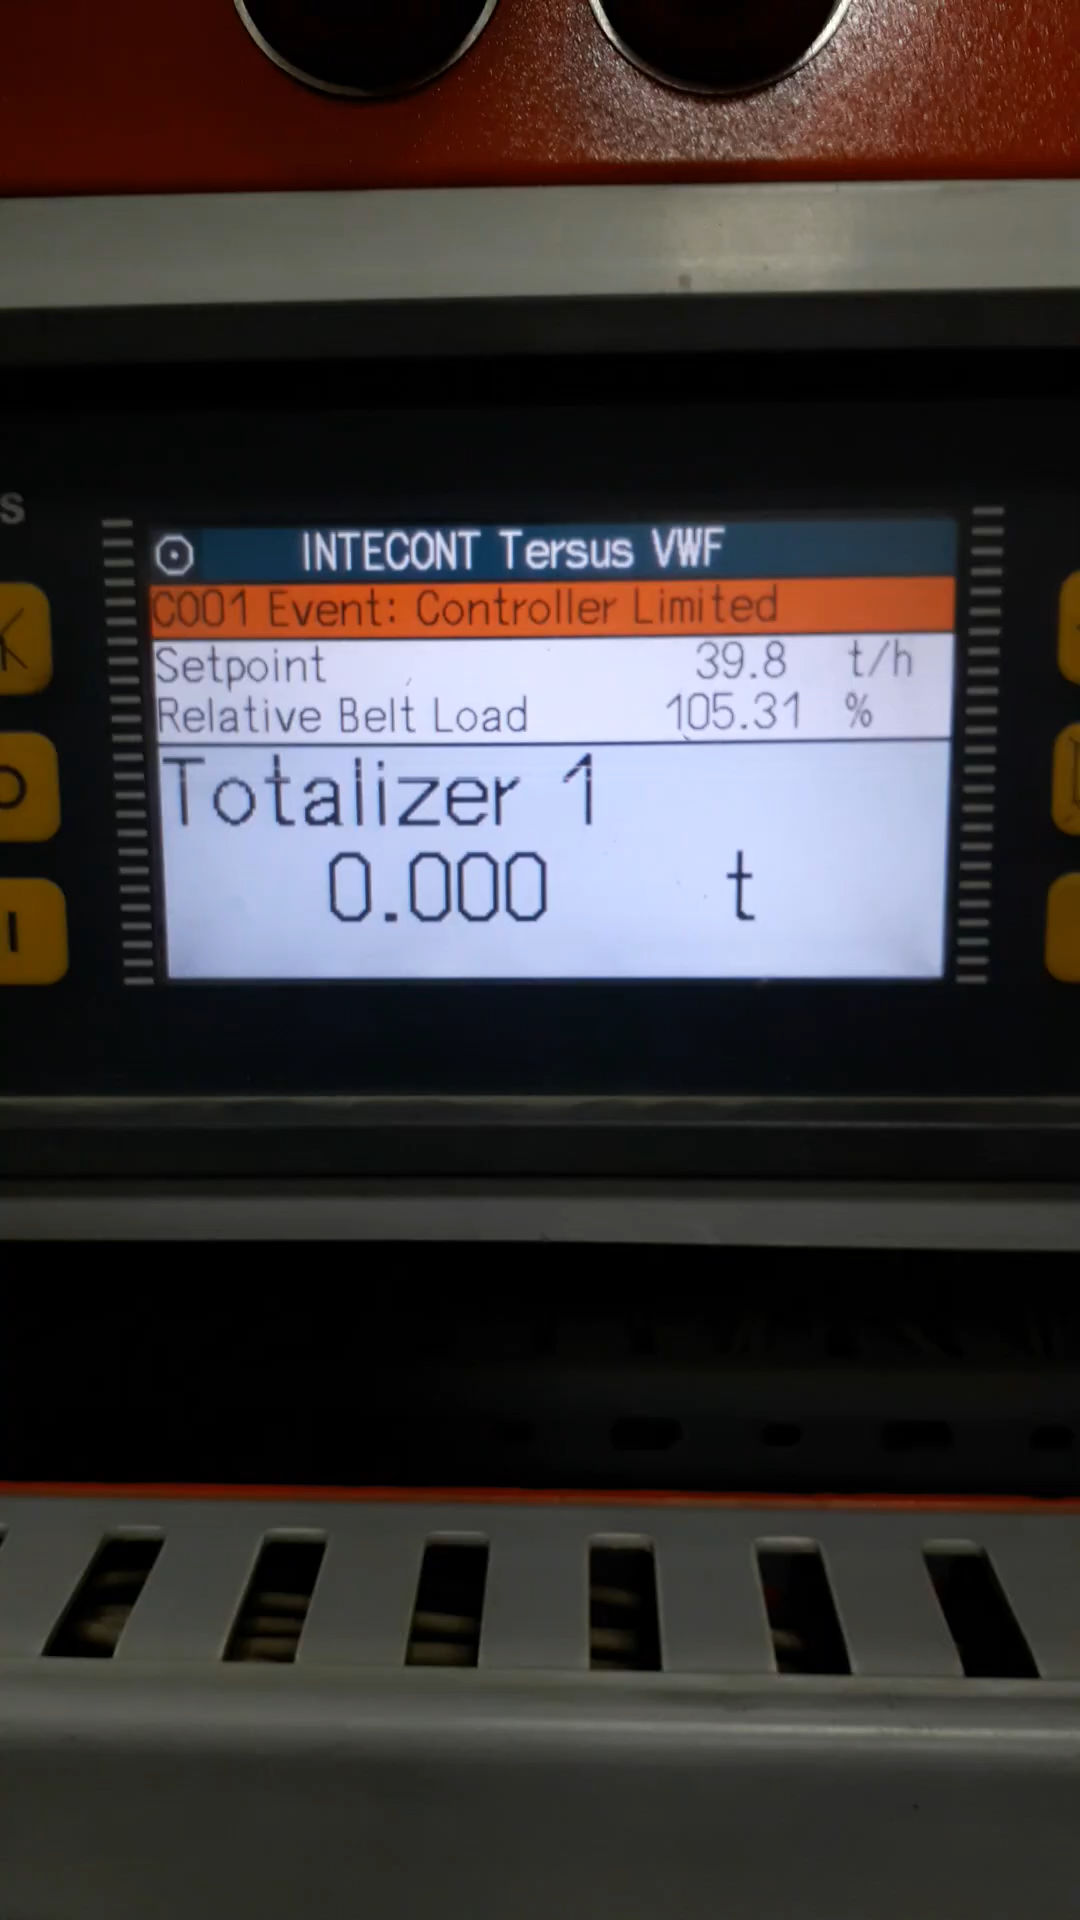 INTECONT Tersus VWF
C001 Event: Controller Limited
Setpoint 39.8 t/h
Relative Belt Load 105.31 %
Totalizer 1
0.000 t
S
O
I